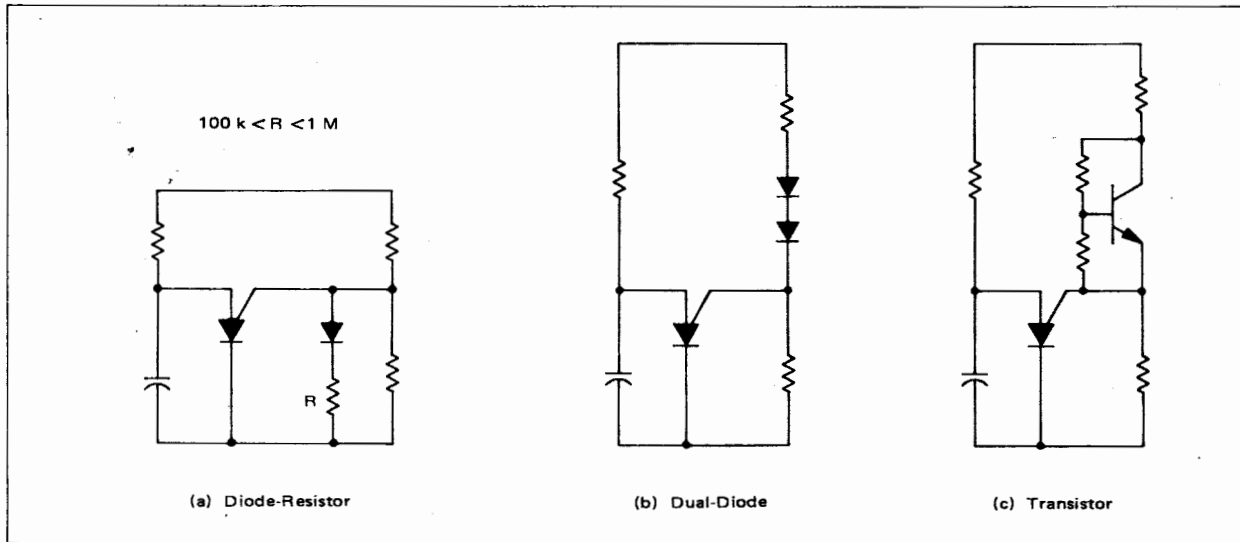 100 k < R < 1 M
R
(a) Diode-Resistor
(b) Dual-Diode
(c) Transistor